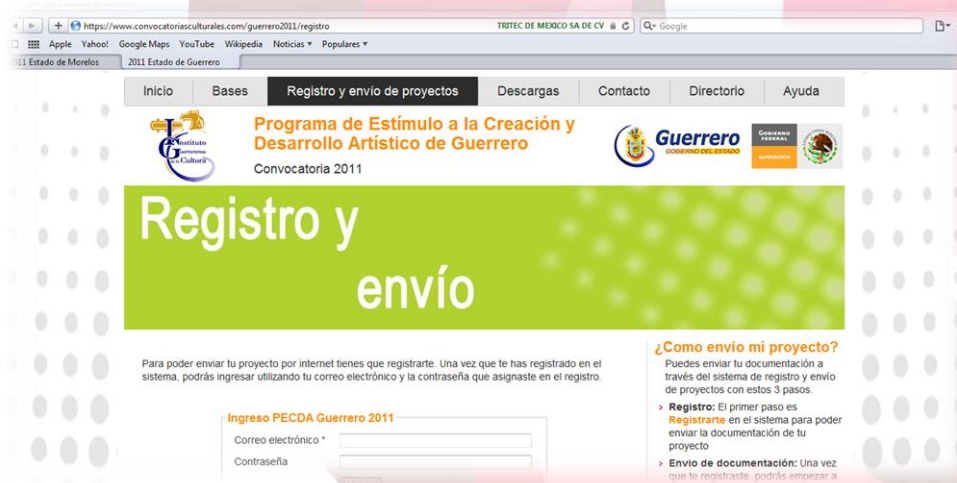 https://www.convocatoriasculturales.com/guerrero2011/registro
TRITEC DE MEXICO SA DE CV
Google
Apple Yahoo! Google Maps YouTube Wikipedia Noticias Populares
11 Estado de Morelos
2011 Estado de Guerrero
Inicio Bases Registro y envío de proyectos Descargas Contacto Directorio Ayuda
Instituto
Guerrerense
de la Cultura
Programa de Estímulo a la Creación y
Desarrollo Artístico de Guerrero
Convocatoria 2011
Guerrero
GOBIERNO DEL ESTADO
GOBIERNO
FEDERAL
Registro y
envío
Para poder enviar tu proyecto por internet tienes que registrarte. Una vez que te has registrado en el
sistema, podrás ingresar utilizando tu correo electrónico y la contraseña que asignaste en el registro.
Ingreso PECDA Guerrero 2011
Correo electrónico *
Contraseña
¿Como envío mi proyecto?
Puedes enviar tu documentación a
través del sistema de registro y envío
de proyectos con estos 3 pasos.
Registro: El primer paso es
Registrarte en el sistema para poder
enviar la documentación de tu
proyecto
Envio de documentación: Una vez
que te registraste, podrás empezar a